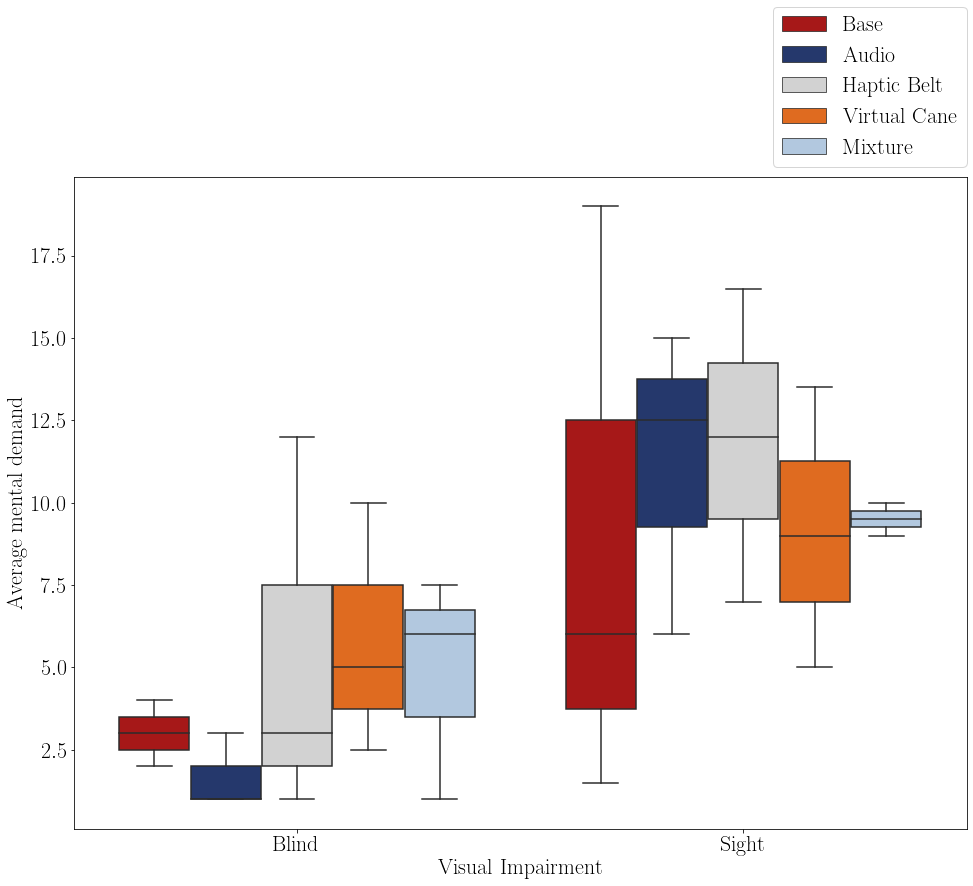 Base
Audio
Haptic Belt
Virtual Cane
Mixture
17.5
15.0
12.5
10.0
7.5
5.0
2.5
Average mental demand
Blind
Sight
Visual Impairment